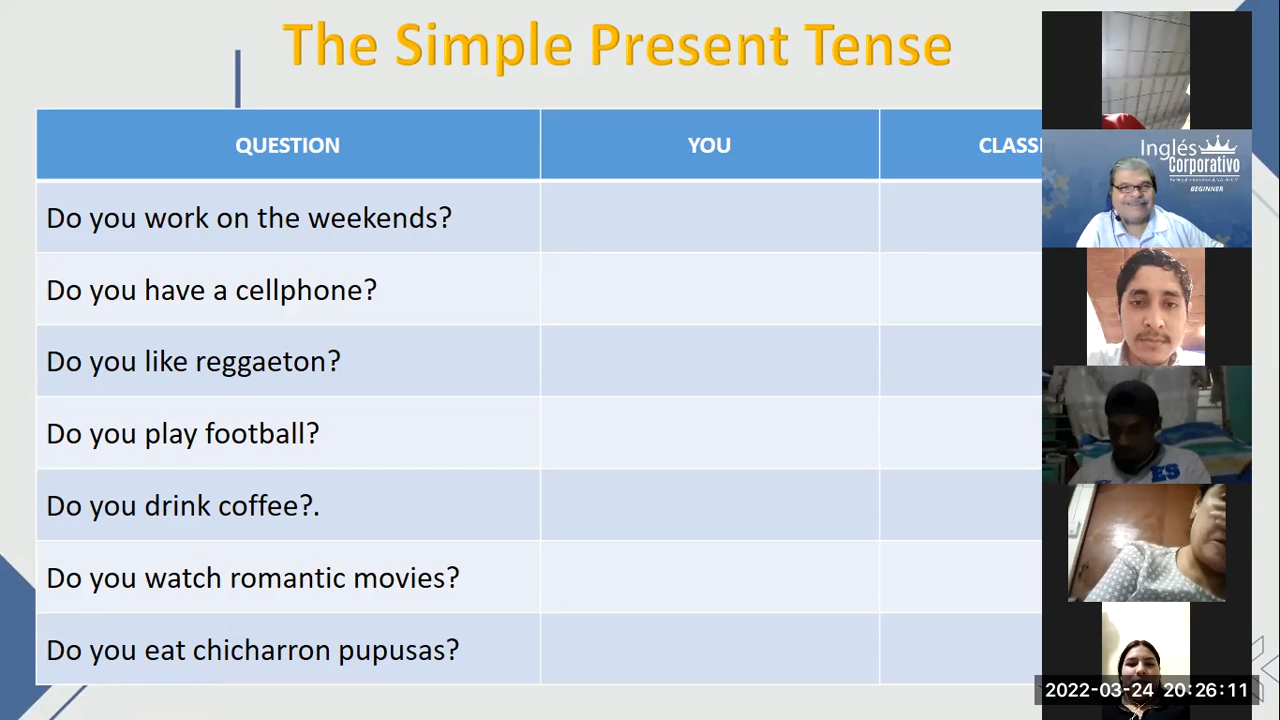 The Simple Present Tense
QUESTION
YOU
Do you work on the weekends?
Do you have a cellphone?
Do you like reggaeton?
Do you play football?
Do you drink coffee?.
Do you watch romantic movies?
Do you eat chicharron pupusas?
Inglés
Corporativo
BEGINNER
ES
2022-03-24 20:26:11